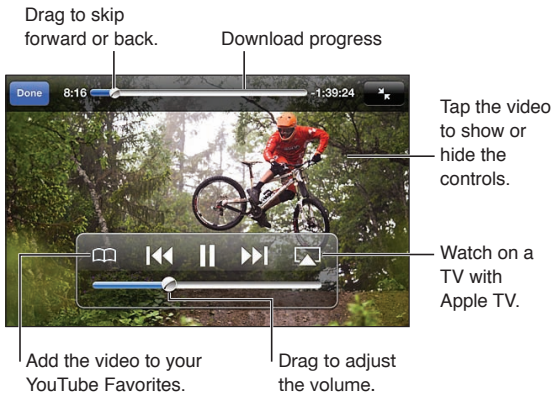 Drag to skip
forward or back.
Download progress
Done
8:16
-1:39:24
Tap the video
to show or
hide the
controls.
Watch on a
TV with
Apple TV.
Add the video to your
YouTube Favorites.
Drag to adjust
the volume.